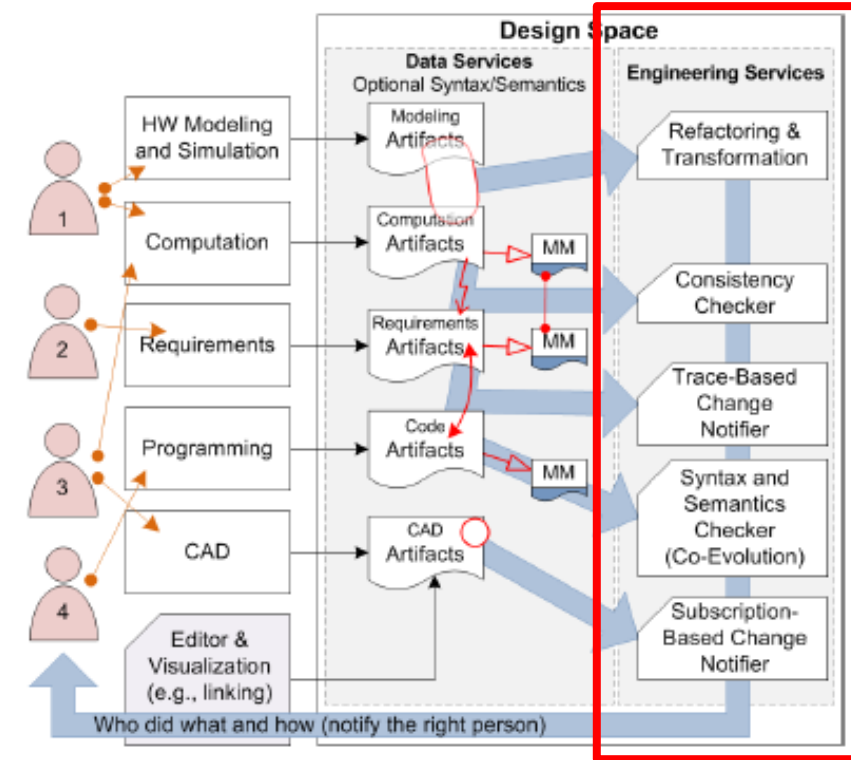 Design Space
Data Services
Optional Syntax/Semantics
Engineering Services
1
2
3
4
HW Modeling
and Simulation
Computation
Requirements
Programming
CAD
Editor &
Visualization
(e.g., linking)
Modeling
Artifacts
Computation
Artifacts
MM
Requirements
Artifacts
MM
Code
Artifacts
MM
CAD
Artifacts
Refactoring &
Transformation
Consistency
Checker
Trace-Based
Change
Notifier
Syntax and
Semantics
Checker
(Co-Evolution)
Subscription-
Based Change
Notifier
Who did what and how (notify the right person)